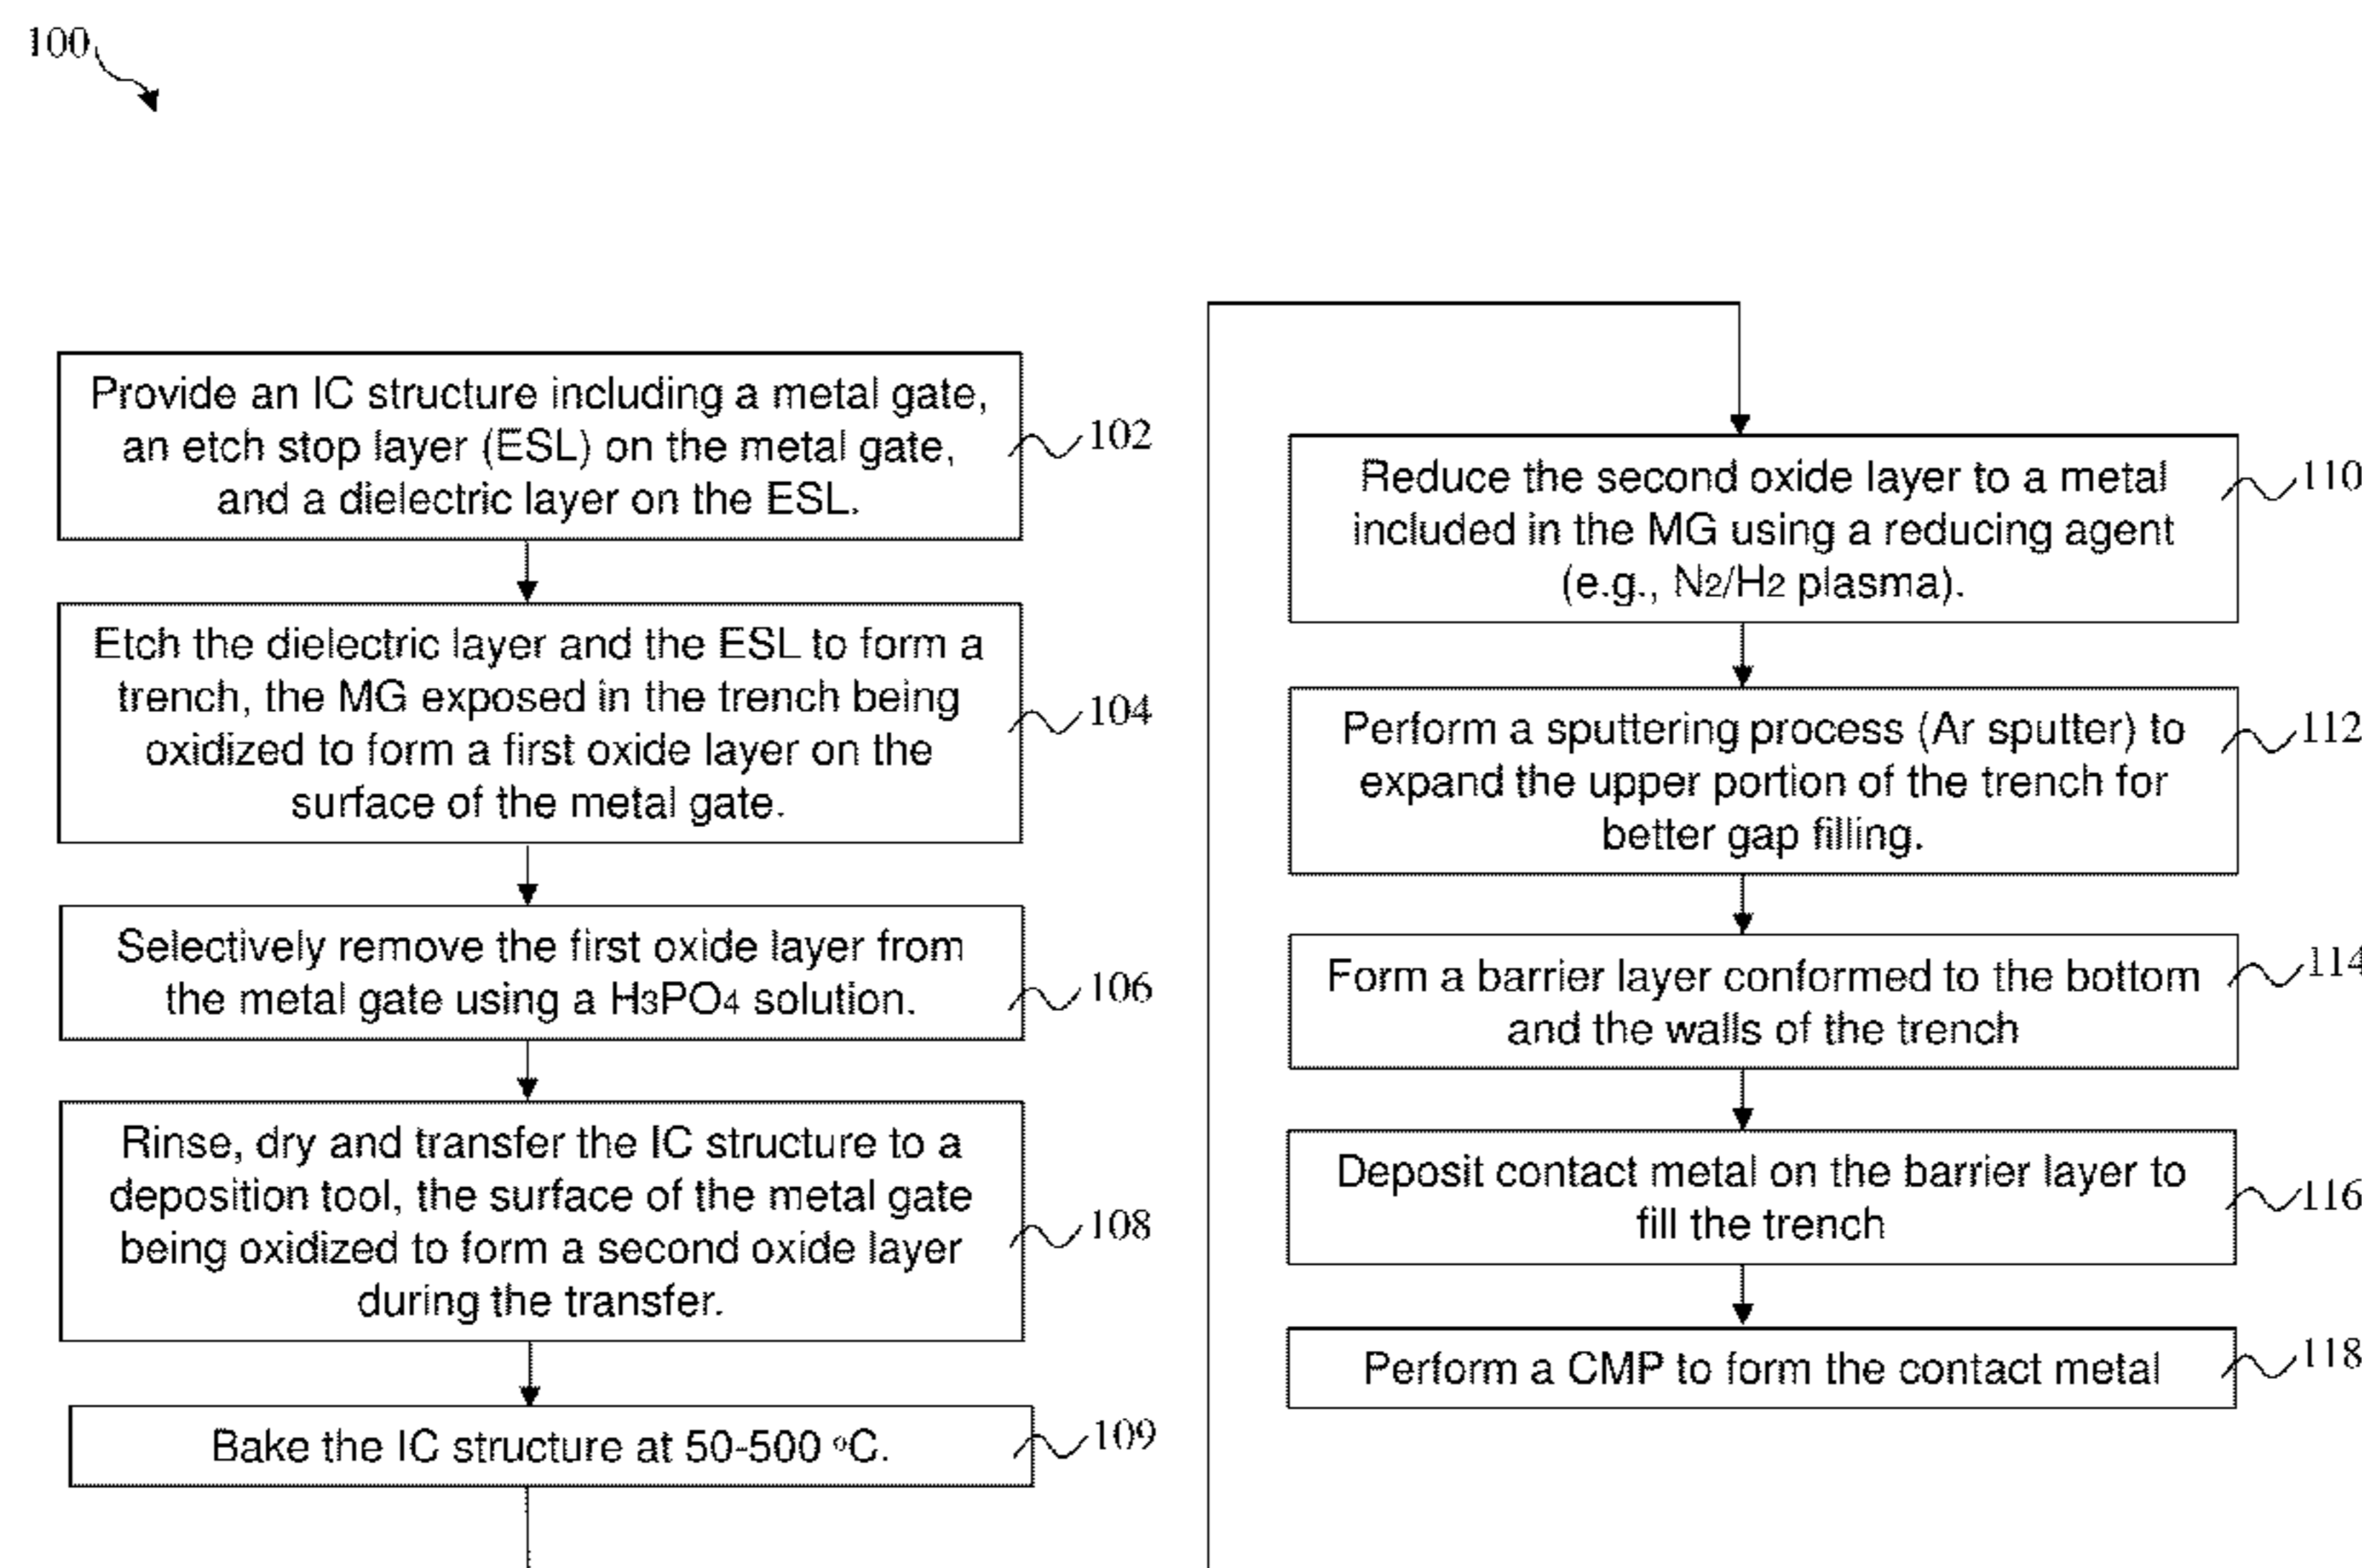 100
Provide an IC structure including a metal gate,
an etch stop layer (ESL) on the metal gate,
and a dielectric layer on the ESL.
102
Etch the dielectric layer and the ESL to form a
trench, the MG exposed in the trench being
oxidized to form a first oxide layer on the
surface of the metal gate.
104
Selectively remove the first oxide layer from
the metal gate using a H3PO4 solution.
106
Rinse, dry and transfer the IC structure to a
deposition tool, the surface of the metal gate
being oxidized to form a second oxide layer
during the transfer.
108
Bake the IC structure at 50-500 °C.
109
Reduce the second oxide layer to a metal
included in the MG using a reducing agent
(e.g., N2/H2 plasma).
110
Perform a sputtering process (Ar sputter) to
expand the upper portion of the trench for
better gap filling.
112
Form a barrier layer conformed to the bottom
and the walls of the trench
114
Deposit contact metal on the barrier layer to
fill the trench
116
Perform a CMP to form the contact metal
118